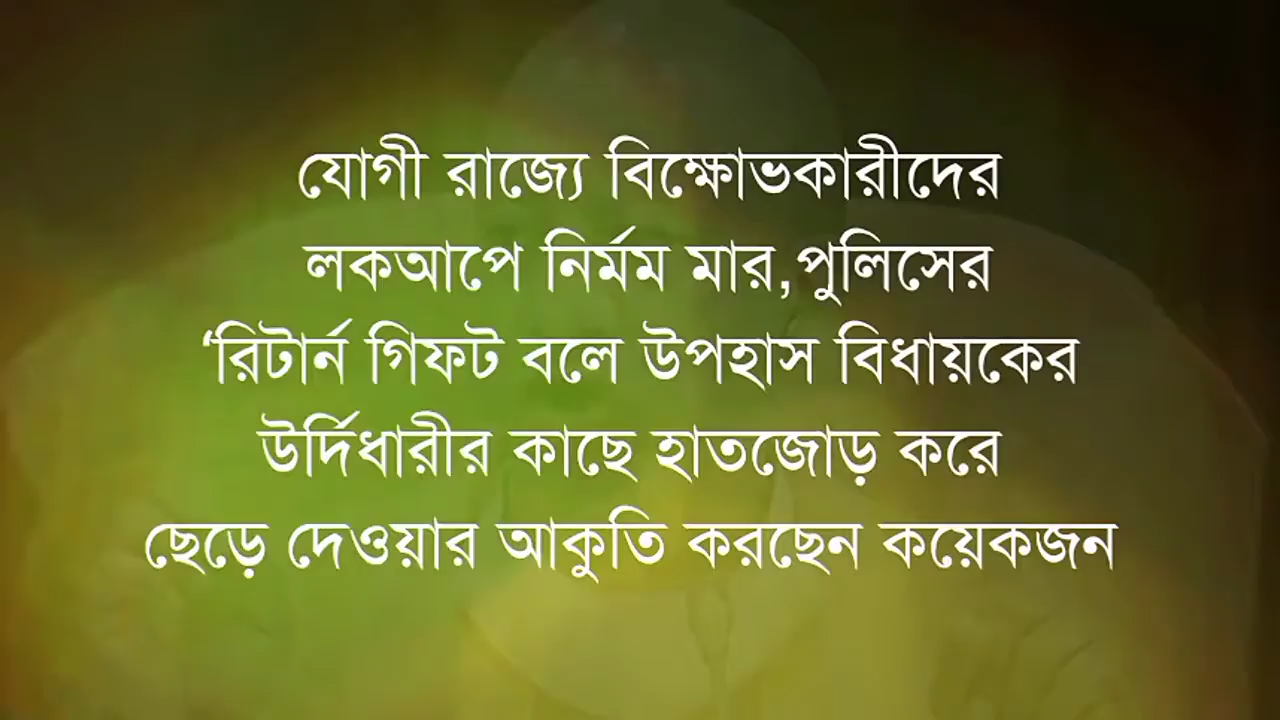 যোগী রাজ্যে বিক্ষোভকারীদের
লকআপে নির্মম মার,পুলিসের
‘রিটার্ন গিফট বলে উপহাস বিধায়কের
উর্দিধারীর কাছে হাতজোড় করে
ছেড়ে দেওয়ার আকুতি করছেন কয়েকজন